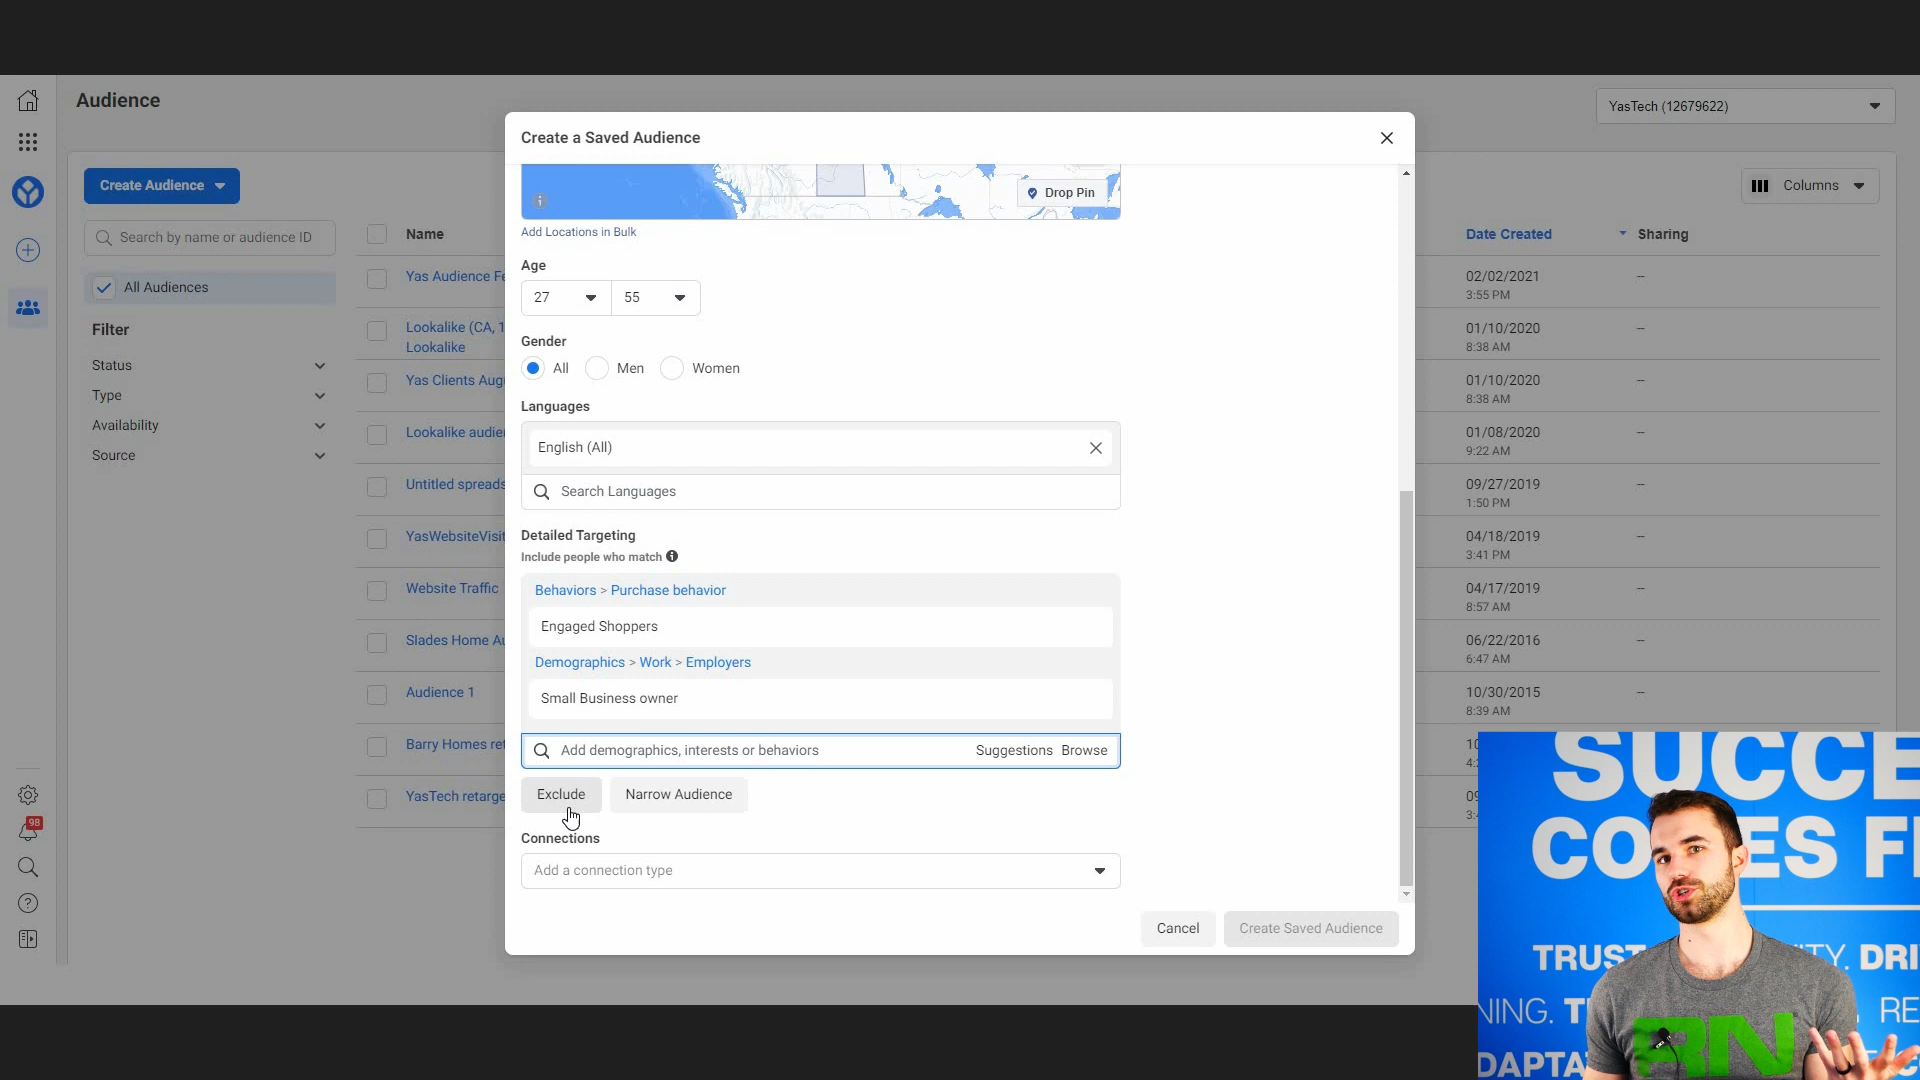 Audience
YasTech (12679622)
Create Audience
Search by name or audience ID
All Audiences
Filter
Status
Type
Availability
Source
Name
Yas Audience Fe
Lookalike (CA, 1
Lookalike
Yas Clients Aug
Lookalike audie
Untitled spreads
YasWebsiteVisit
Website Traffic
Slades Home Au
Audience 1
Barry Homes ret
YasTech retarge
98
Create a Saved Audience
Drop Pin
Add Locations in Bulk
Age
27
55
Gender
All
Men
Women
Languages
English (All)
Search Languages
Detailed Targeting
Include people who match
Behaviors > Purchase behavior
Engaged Shoppers
Demographics > Work > Employers
Small Business owner
Add demographics, interests or behaviors
Suggestions Browse
Exclude
Narrow Audience
Connections
Add a connection type
Cancel
Create Saved Audience
Columns
Date Created
Sharing
02/02/2021
--
3:55 PM
01/10/2020
--
8:38 AM
01/10/2020
--
8:38 AM
01/08/2020
--
9:22 AM
09/27/2019
--
1:50 PM
04/18/2019
--
3:41 PM
04/17/2019
--
8:57 AM
06/22/2016
--
6:47 AM
10/30/2015
--
8:39 AM
SUCCE
CO ES F
TRUST
TY. DRI
NING. T
RE
ADAPTA
RN